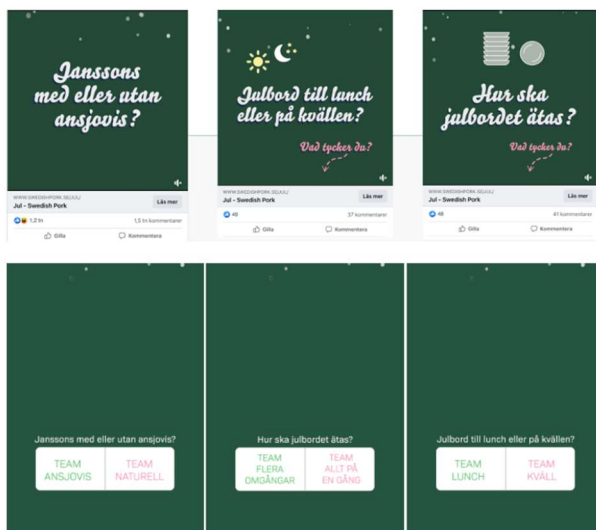 Janssons
med eller utan
ansjovis?
WWW.SWEDISHPORK.SE/JUL/
Jul - Swedish Pork
Läs mer
1,2 tn
1,5 tn kommentarer
Gilla
Kommentera
Julbord till lunch
eller på kvällen?
Vad tycker du?
WWW.SWEDISHPORK.SE/JUL/
Jul - Swedish Pork
Läs mer
48
37 kommentarer
Gilla
Kommentera
Hur ska
julbordet ätas?
Vad tycker du?
WWW.SWEDISHPORK.SE/JUL/
Jul - Swedish Pork
Läs mer
48
41 kommentarer
Gilla
Kommentera
Janssons med eller utan ansjovis?
TEAM
ANSJOVIS
TEAM
NATURELL
Hur ska julbordet ätas?
TEAM
FLERA
OMGÅNGAR
TEAM
ALLT PÅ
EN GÅNG
Julbord till lunch eller på kvällen?
TEAM
LUNCH
TEAM
KVÄLL